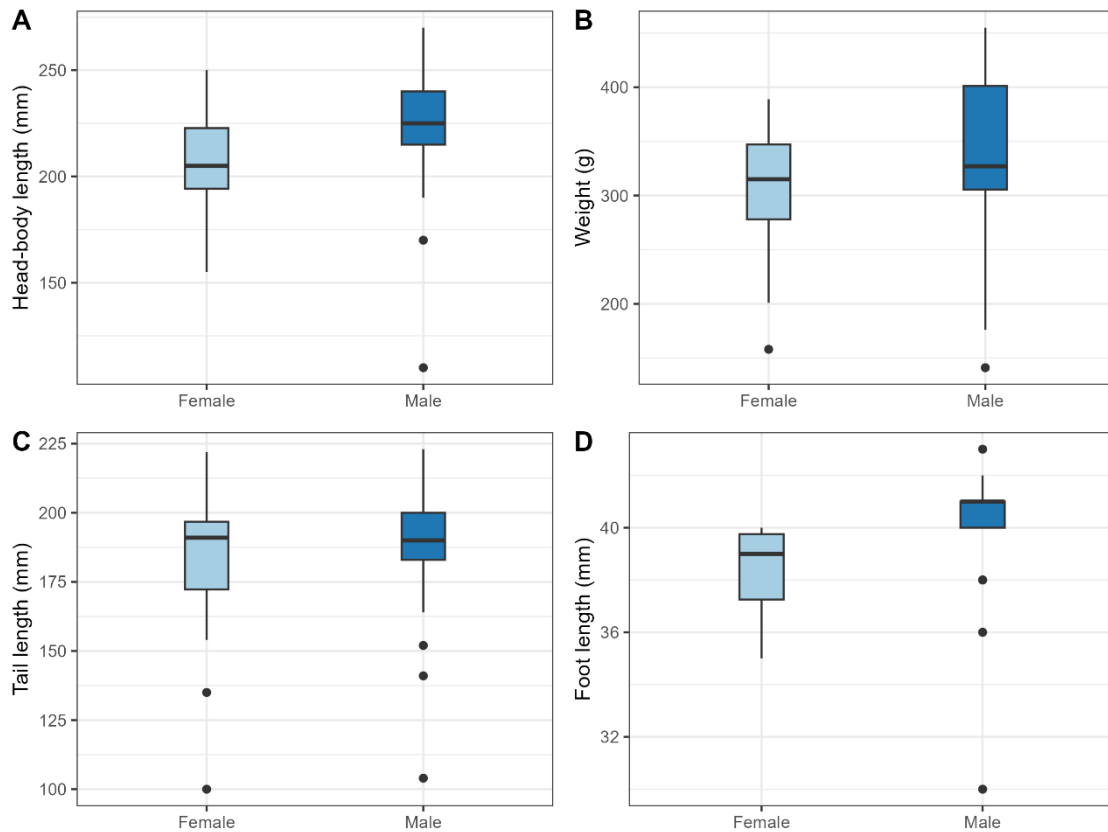 A
Head-body length (mm)
250
200
150
Female Male
B
Weight (g)
400
300
200
Female Male
C
Tail length (mm)
225
200
175
150
125
100
Female Male
D
Foot length (mm)
40
36
32
Female Male